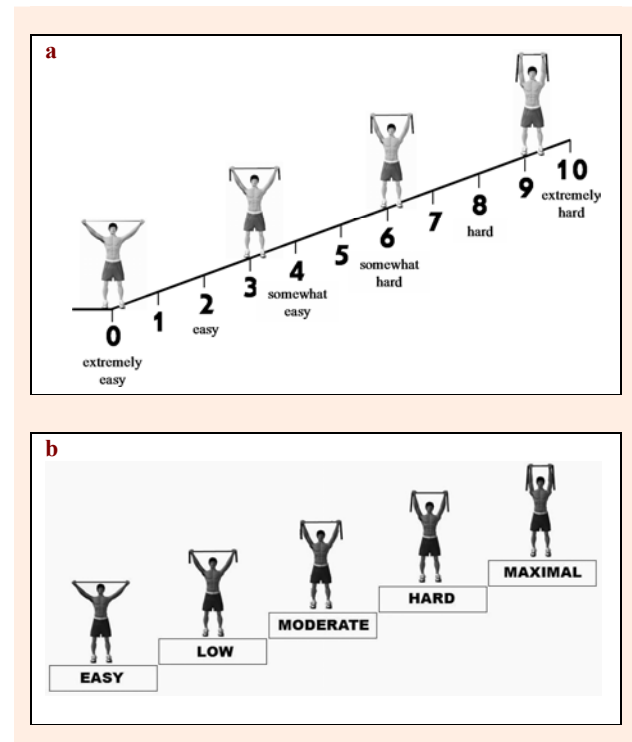 a
10
extremely
hard
9
8
hard
7
6
somewhat
hard
5
4
somewhat
easy
3
2
easy
1
0
extremely
easy
b
MAXIMAL
HARD
MODERATE
LOW
EASY